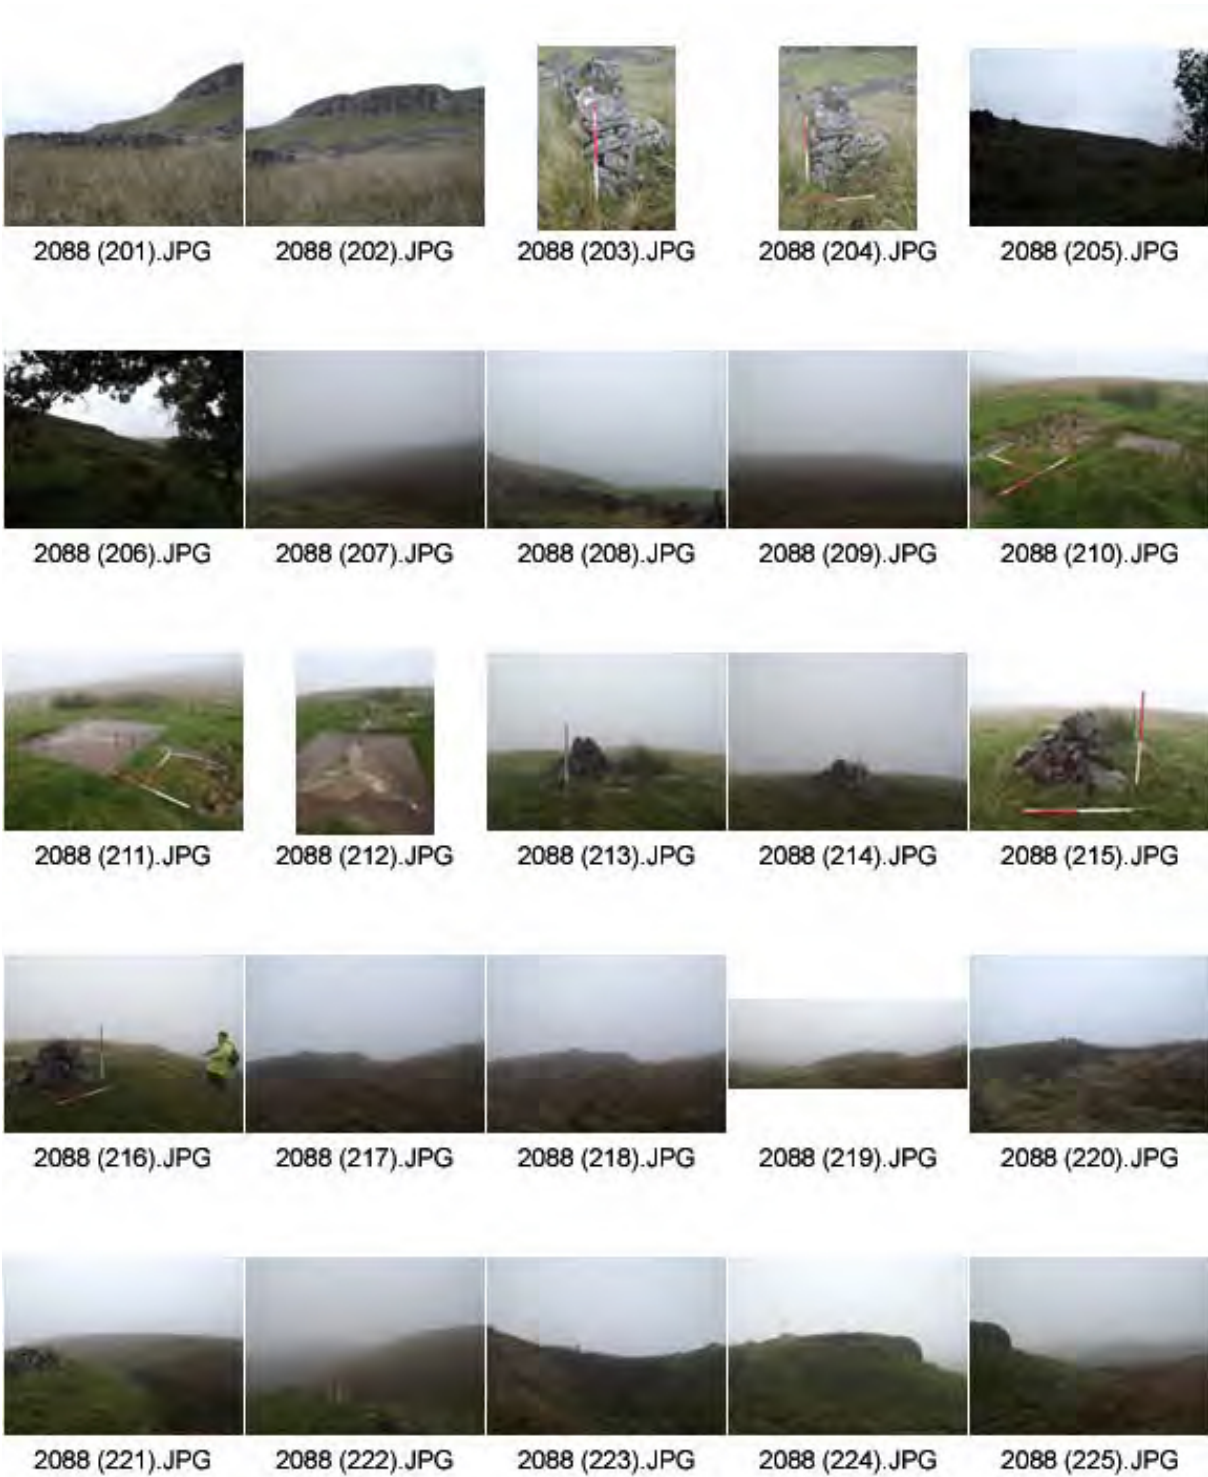 2088 (201).JPG 2088 (202).JPG 2088 (203).JPG 2088 (204).JPG 2088 (205).JPG
2088 (206).JPG 2088 (207).JPG 2088 (208).JPG 2088 (209).JPG 2088 (210).JPG
2088 (211).JPG 2088 (212).JPG 2088 (213).JPG 2088 (214).JPG 2088 (215).JPG
2088 (216).JPG 2088 (217).JPG 2088 (218).JPG 2088 (219).JPG 2088 (220).JPG
2088 (221).JPG 2088 (222).JPG 2088 (223).JPG 2088 (224).JPG 2088 (225).JPG